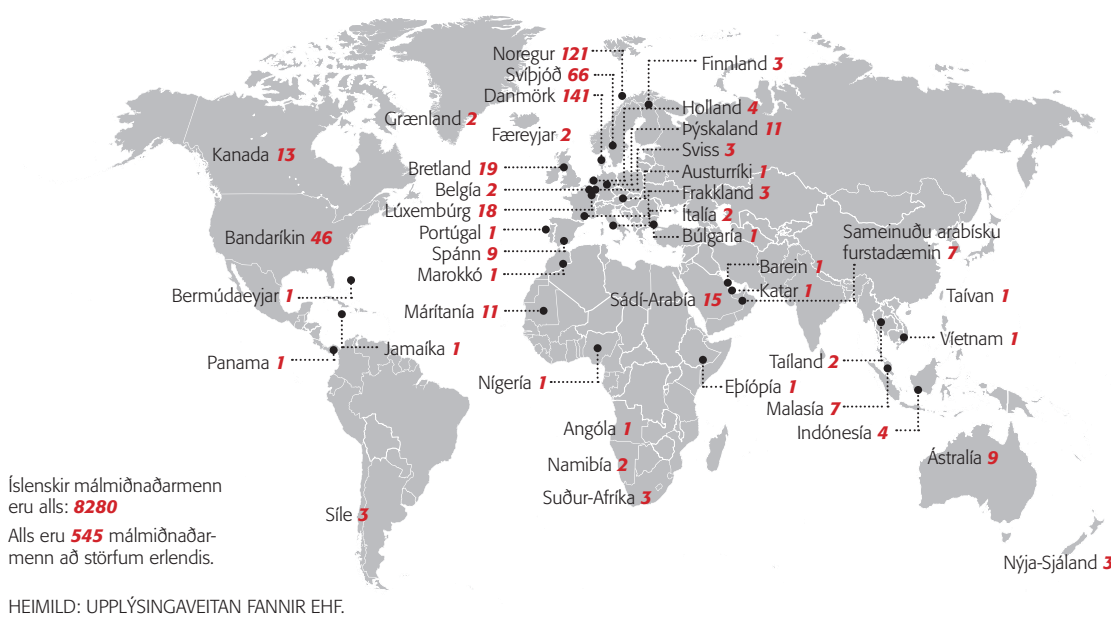 Noregur 121
Svíþjóð 66
Danmörk 141
Finnland 3
Grænland 2
Færeyjar 2
Holland 4
Þýskaland 11
Sviss 3
Austurríki 1
Frakkland 3
Ítalía 2
Búlgaría 1
Kanada 13
Bretland 19
Belgía 2
Lúxembúrg 18
Portúgal 1
Spánn 9
Marokkó 1
Bandaríkin 46
Sameinuðu arabísku
furstadæmin 7
Barein 1
Katar 1
Sádí-Arabía 15
Taívan 1
Bermúdaeyjar 1
Márítanía 11
Jamaíka 1
Panama 1
Víetnam 1
Taíland 2
Nígería 1
Eþíópía 1
Malasía 7
Indónesía 4
Angóla 1
Namibía 2
Suður-Afríka 3
Ástralía 9
Síle 3
Nýja-Sjáland 3
Íslenskir málmiðnaðarmenn
eru alls: 8280
Alls eru 545 málmiðnaðar-
menn að störfum erlendis.
HEIMILD: UPPLÝSINGAVEITAN FANNIR EHF.